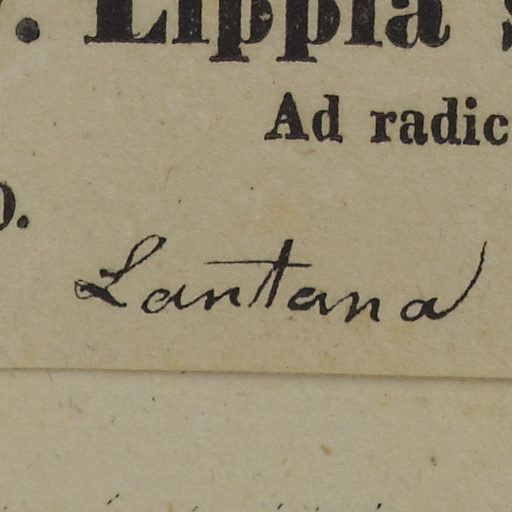 . Lippia
Ad radic
.
Lantana